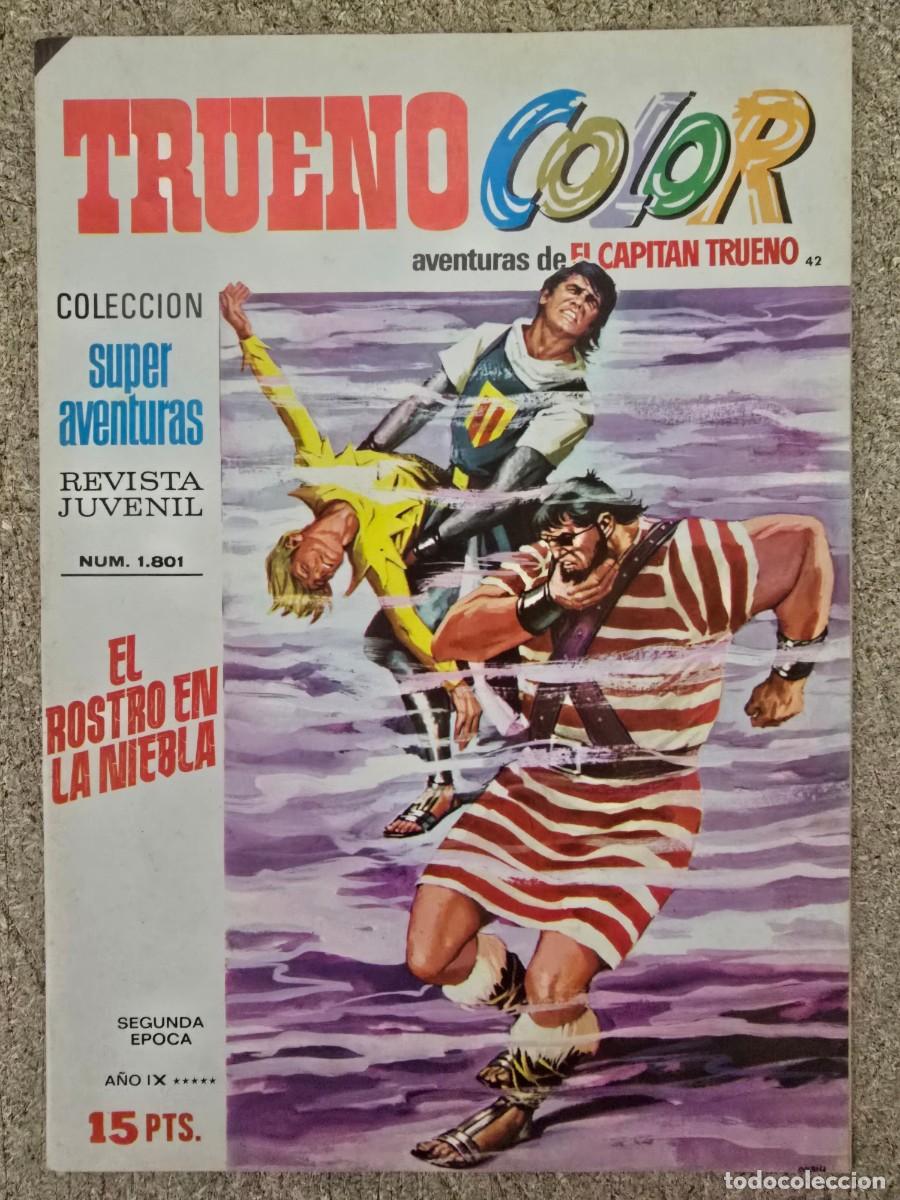 TRUENO COLOR
aventuras de EL CAPITAN TRUENO 42
COLECCION
super
aventuras
REVISTA
JUVENIL
NUM. 1.801
EL
ROSTRO EN
LA NIEBLA
SEGUNDA
EPOCA
AÑO IX *****
15 PTS.
todocoleccion